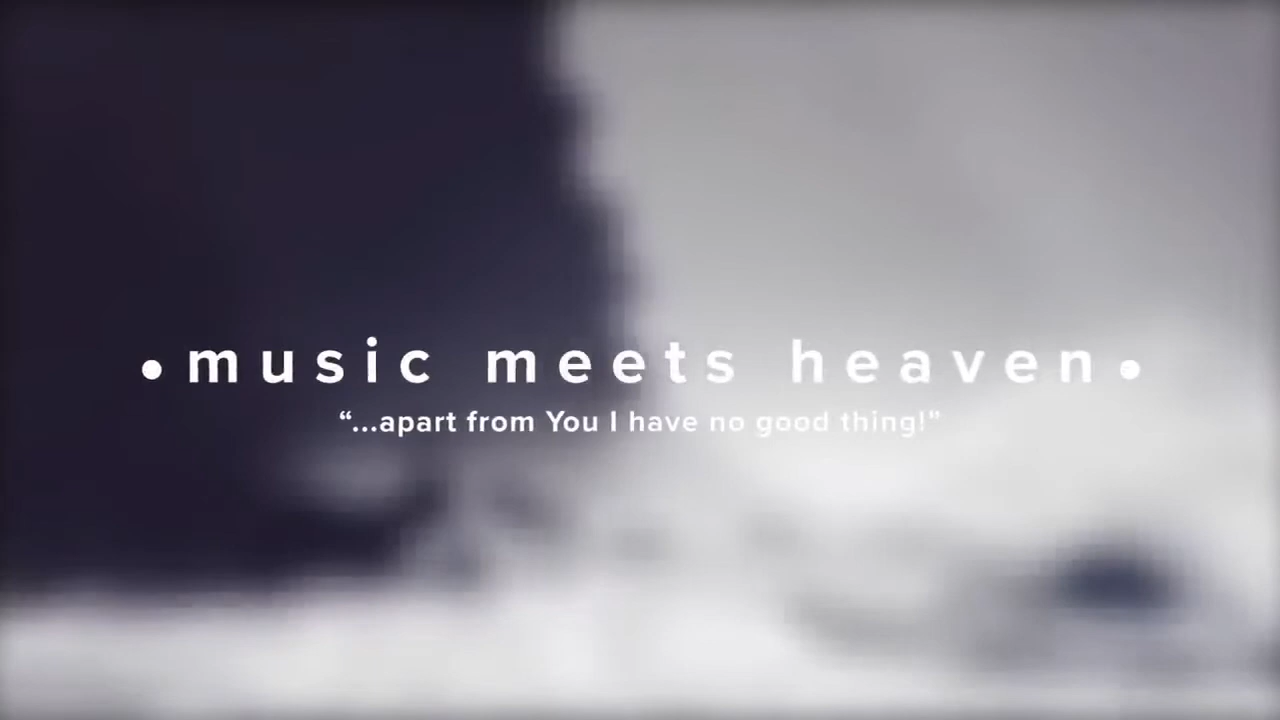 • music meets heaven •
“...apart from You I have no good thing!”